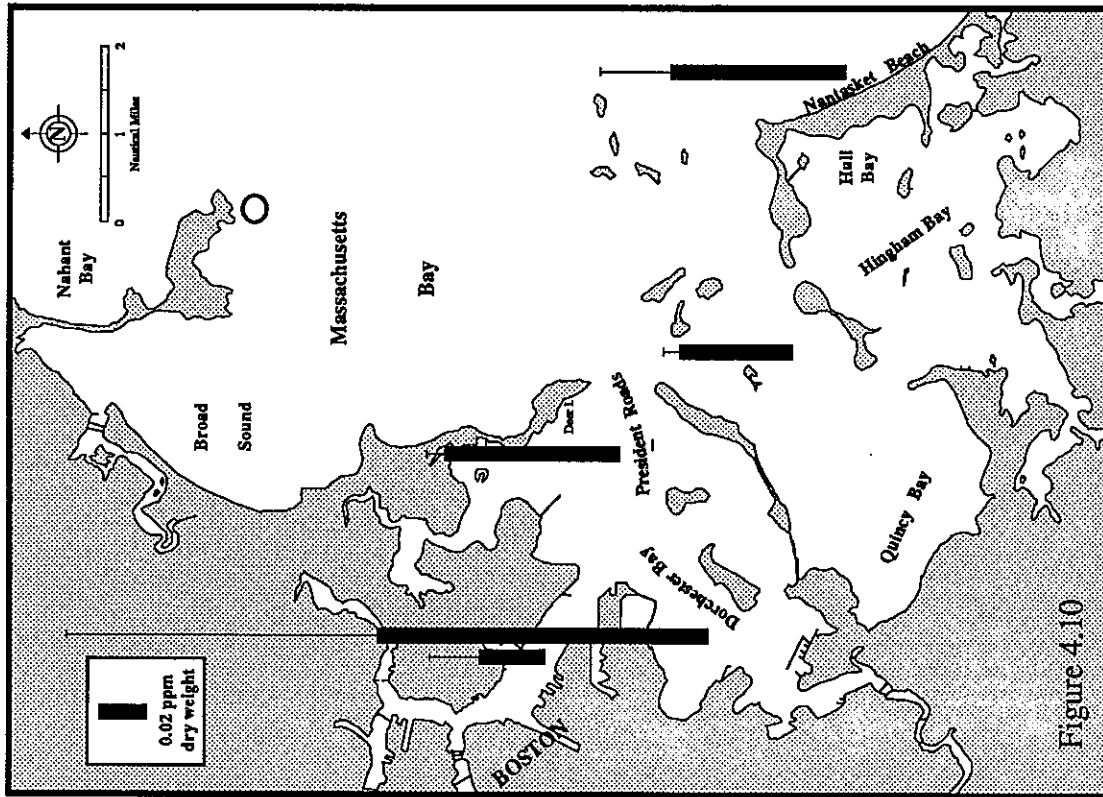 0.02 ppm
dry weight
N
0 1 2
Nautical Miles
Nahant
Bay
Broad
Sound
Massachusetts
Bay
Deer I.
President Roads
Dorchester Bay
BOSTON
Quincy Bay
Hingham Bay
Hull
Bay
Nantasket Beach
Figure 4.10